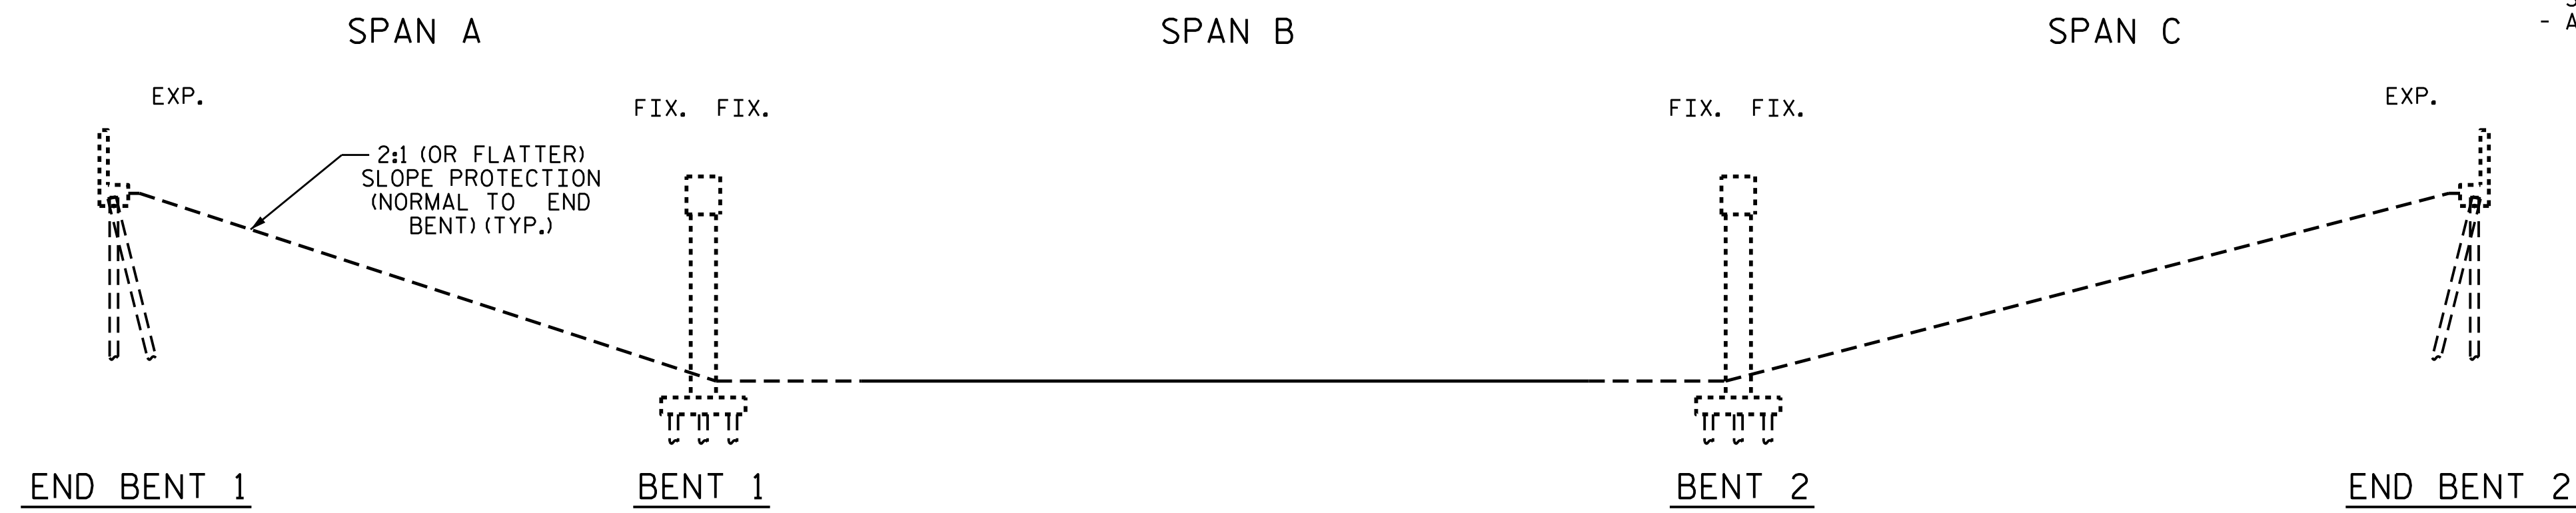 SPAN A
SPAN B
SPAN C
- A
EXP.
FIX. FIX.
FIX. FIX.
EXP.
2:1 (OR FLATTER)
SLOPE PROTECTION
(NORMAL TO END
BENT) (TYP.)
END BENT 1
BENT 1
BENT 2
END BENT 2